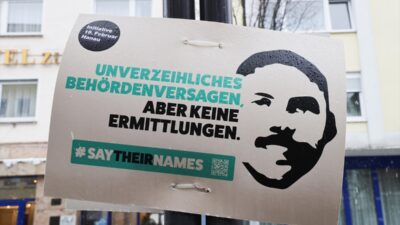 Initiative
19. Februar
Hanau
UNVERZEIHLICHES
BEHÖRDENVERSAGEN,
ABER KEINE
ERMITTLUNGEN.
#SAYTHEIRNAMES